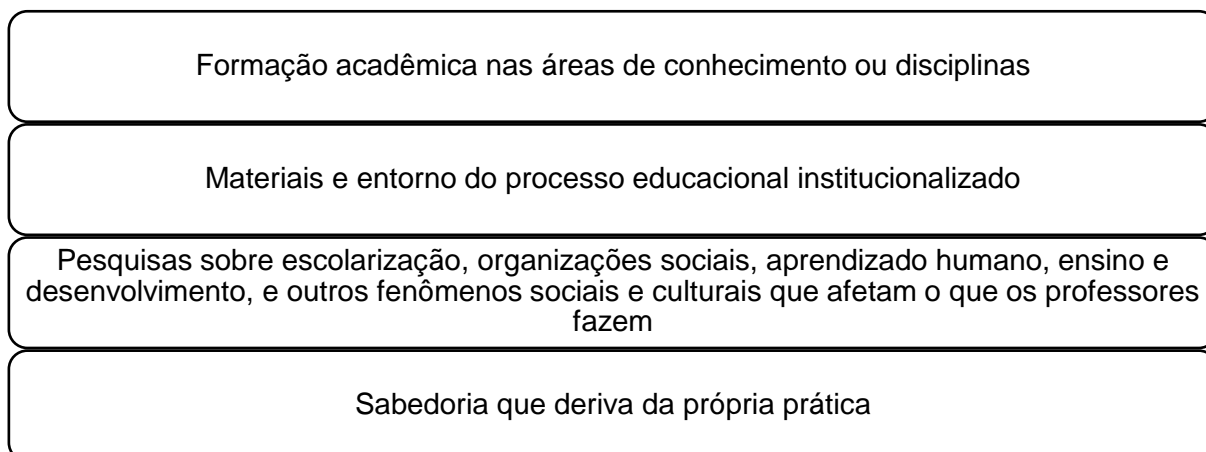 Formação acadêmica nas áreas de conhecimento ou disciplinas
Materiais e entorno do processo educacional institucionalizado
Pesquisas sobre escolarização, organizações sociais, aprendizado humano, ensino e
desenvolvimento, e outros fenômenos sociais e culturais que afetam o que os professores
fazem
Sabedoria que deriva da própria prática